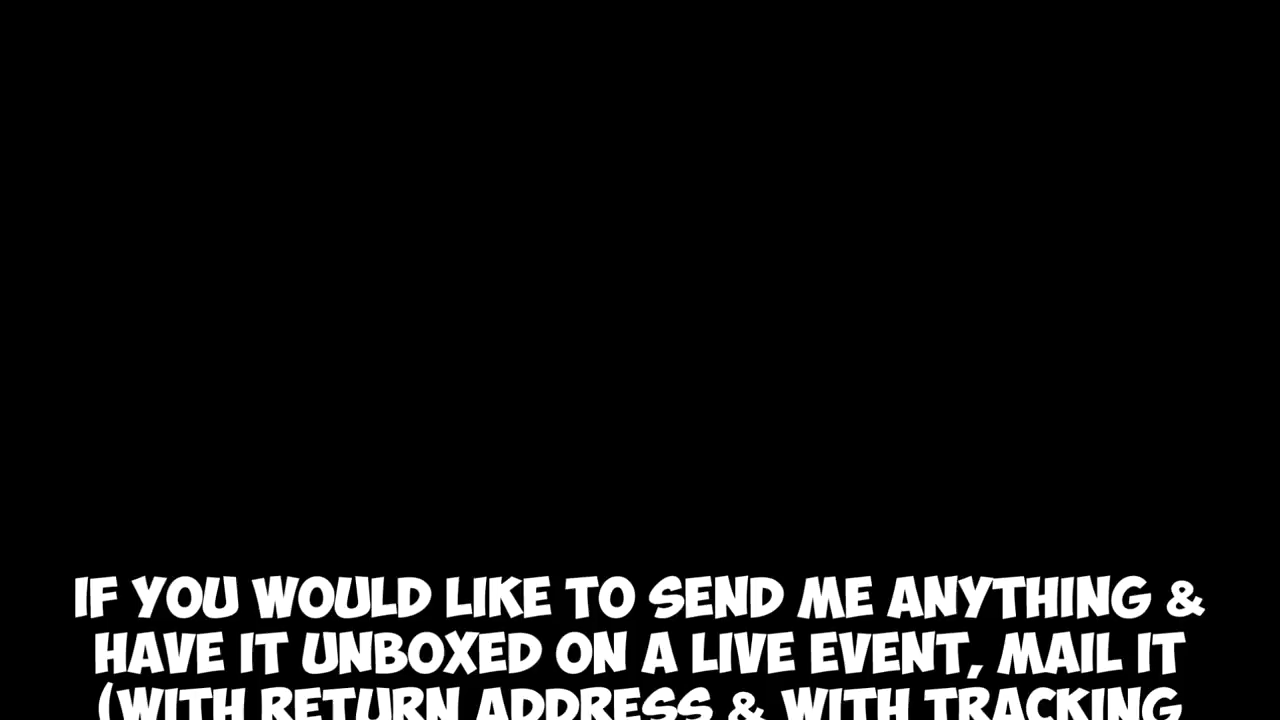 IF YOU WOULD LIKE TO SEND ME ANYTHING &
HAVE IT UNBOXED ON A LIVE EVENT, MAIL IT
(WITH RETURN ADDRESS & WITH TRACKING